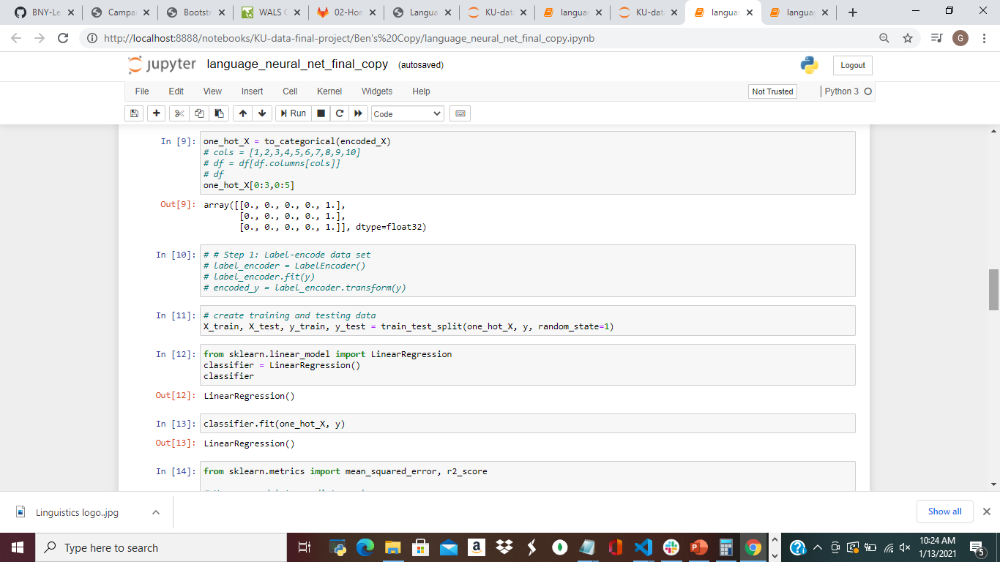 BNY-Le
Campa
Bootst
WALS O
02-Hon
Langua
KU-dat
langua
KU-dat
langua
langua
http://localhost:8888/notebooks/KU-data-final-project/Ben's%20Copy/language_neural_net_final_copy.ipynb
G
jupyter language_neural_net_final_copy (autosaved)
Logout
File Edit View Insert Cell Kernel Widgets Help
Not Trusted
Python 3
Run
Code
In [9]: one_hot_X = to_categorical(encoded_X)
# cols = [1,2,3,4,5,6,7,8,9,10]
# df = df[df.columns[cols]]
# df
one_hot_X[0:3,0:5]
Out[9]: array([[0., 0., 0., 0., 1.],
[0., 0., 0., 0., 1.],
[0., 0., 0., 0., 1.]], dtype=float32)
In [10]: # # Step 1: Label-encode data set
# label_encoder = LabelEncoder()
# label_encoder.fit(y)
# encoded_y = label_encoder.transform(y)
In [11]: # create training and testing data
X_train, X_test, y_train, y_test = train_test_split(one_hot_X, y, random_state=1)
In [12]: from sklearn.linear_model import LinearRegression
classifier = LinearRegression()
classifier
Out[12]: LinearRegression()
In [13]: classifier.fit(one_hot_X, y)
Out[13]: LinearRegression()
In [14]: from sklearn.metrics import mean_squared_error, r2_score
Linguistics logo..jpg
Show all
Type here to search
a
10:24 AM
1/13/2021
5